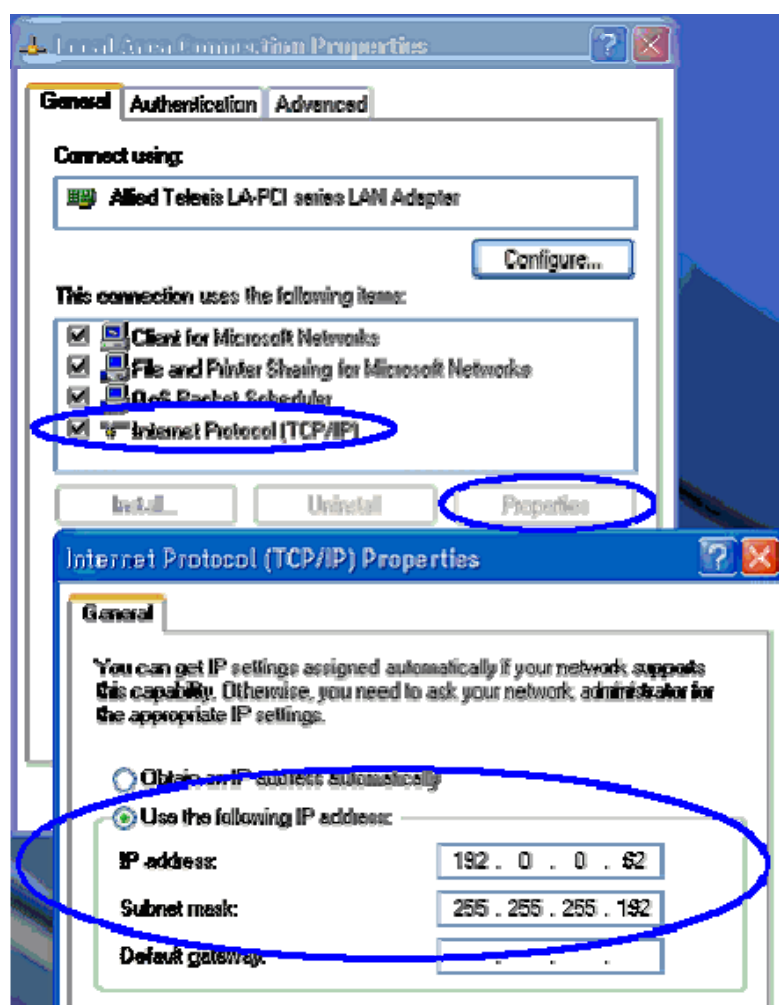 Local Area Connection Properties
General Authentication Advanced
Connect using:
Allied Telesis LA-PCI series LAN Adapter
Configure...
This connection uses the following items:
Client for Microsoft Networks
File and Printer Sharing for Microsoft Networks
QoS Packet Scheduler
Internet Protocol (TCP/IP)
Install... Uninstall Properties
Internet Protocol (TCP/IP) Properties
General
You can get IP settings assigned automatically if your network supports
this capability. Otherwise, you need to ask your network administrator for
the appropriate IP settings.
Obtain an IP address automatically
Use the following IP address:
IP address: 192 . 0 . 0 . 62
Subnet mask: 255 . 255 . 255 . 192
Default gateway: . . .